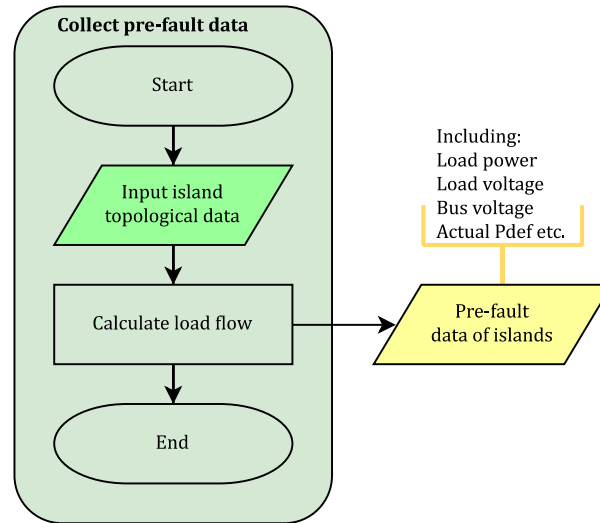 Collect pre-fault data
Start
Input island
topological data
Calculate load flow
End
Including:
Load power
Load voltage
Bus voltage
Actual Pdef etc.
Pre-fault
data of islands